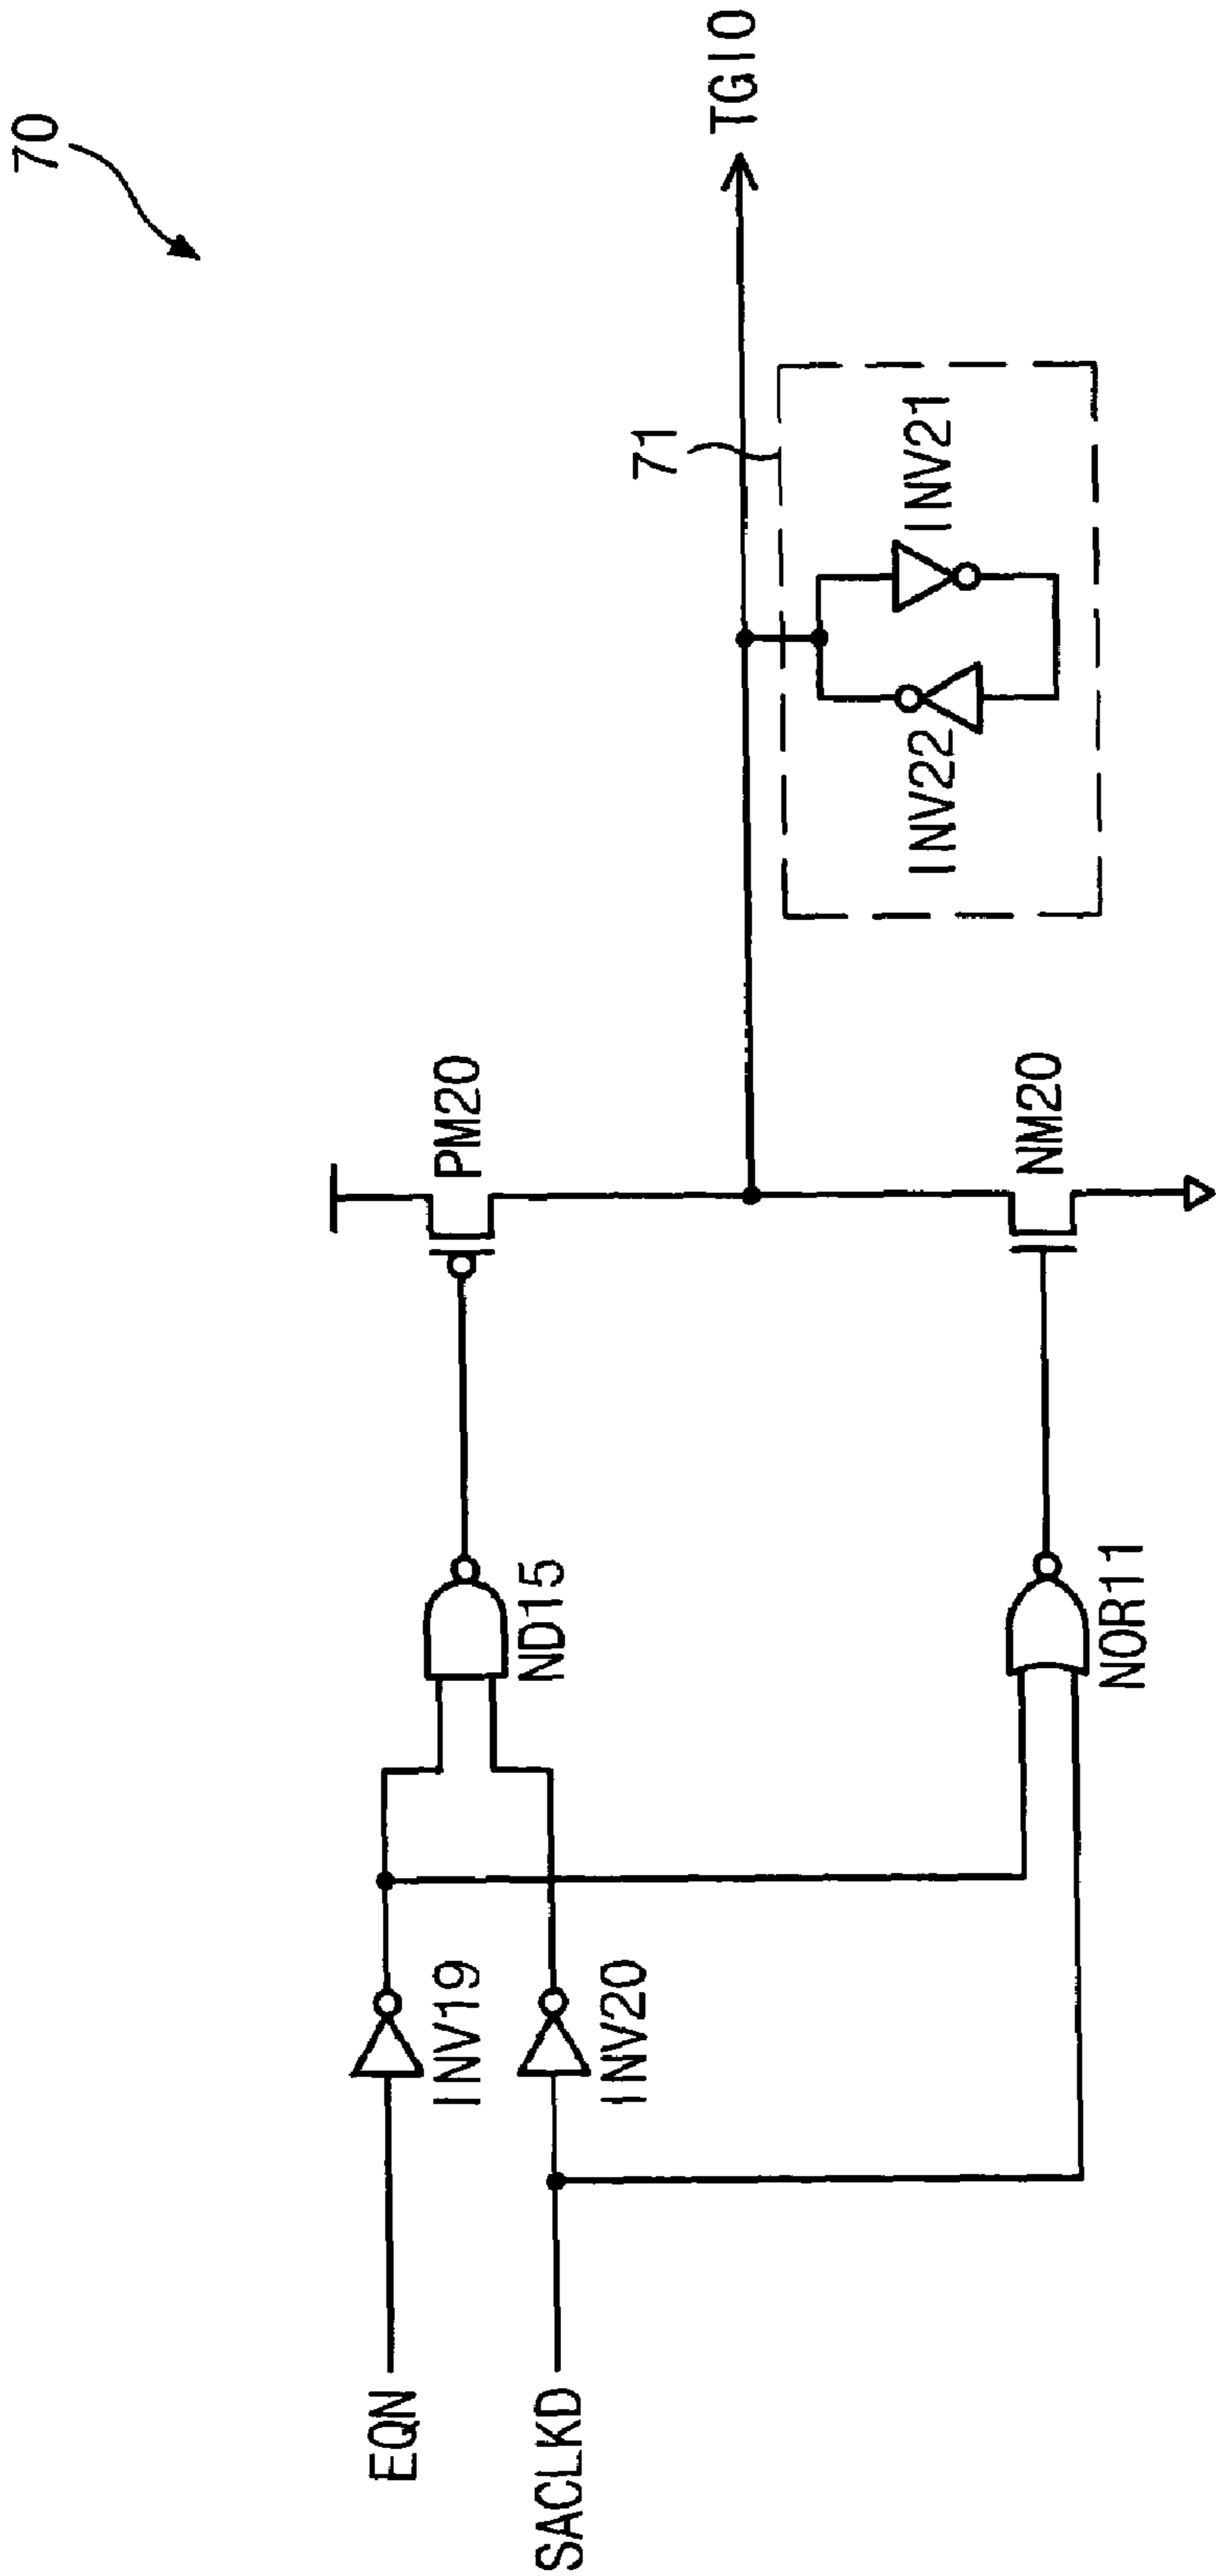 70
EQN
SACLKD
INV19
INV20
ND15
NOR11
PM20
NM20
71
INV22
INV21
TGIO